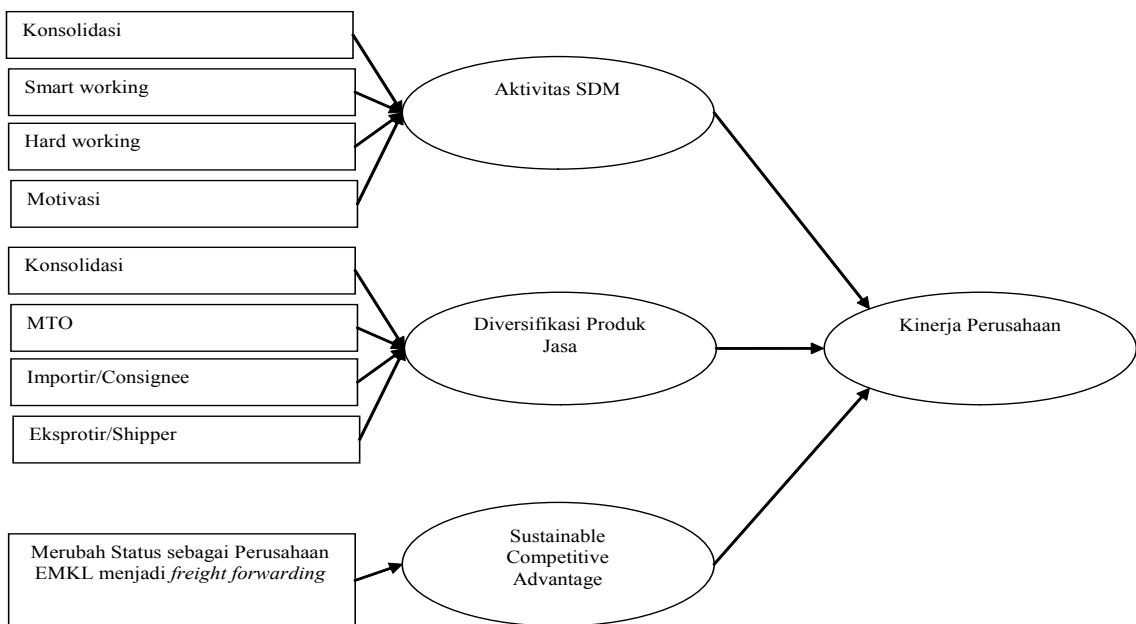 Konsolidasi
Smart working
Hard working
Motivasi
Aktivitas SDM
Konsolidasi
MTO
Importir/Consignee
Eksprotir/Shipper
Diversifikasi Produk
Jasa
Kinerja Perusahaan
Merubah Status sebagai Perusahaan
EMKL menjadi freight forwarding
Sustainable
Competitive
Advantage